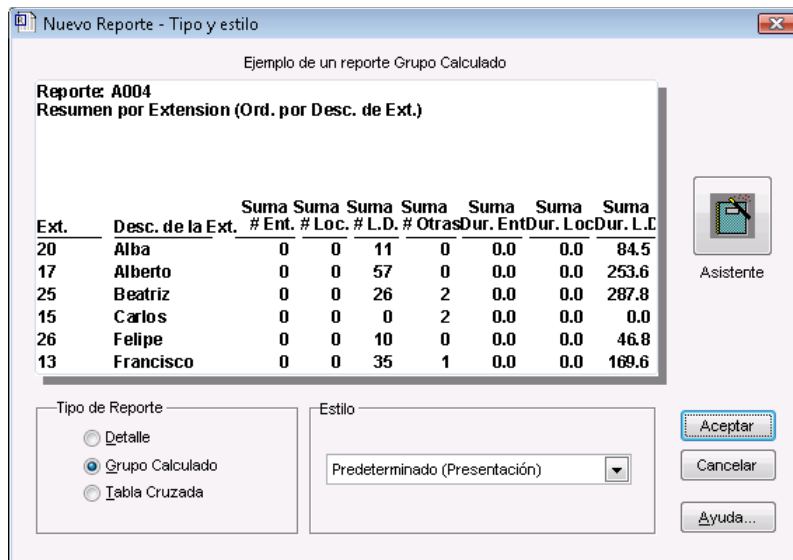 Nuevo Reporte - Tipo y estilo
Ejemplo de un reporte Grupo Calculado
Reporte: A004
Resumen por Extension (Ord. por Desc. de Ext.)
Suma Suma Suma Suma Suma Suma Suma
Ext. Desc. de la Ext. # Ent. # Loc. # L.D. # Otras Dur. Ent Dur. Loc Dur. L.D
20 Alba 0 0 11 0 0.0 0.0 84.5
17 Alberto 0 0 57 0 0.0 0.0 253.6
25 Beatriz 0 0 26 2 0.0 0.0 287.8
15 Carlos 0 0 0 2 0.0 0.0 0.0
26 Felipe 0 0 10 0 0.0 0.0 46.8
13 Francisco 0 0 35 1 0.0 0.0 169.6
Asistente
Tipo de Reporte
Detalle
Grupo Calculado
Tabla Cruzada
Estilo
Predeterminado (Presentación)
Aceptar
Cancelar
Ayuda...